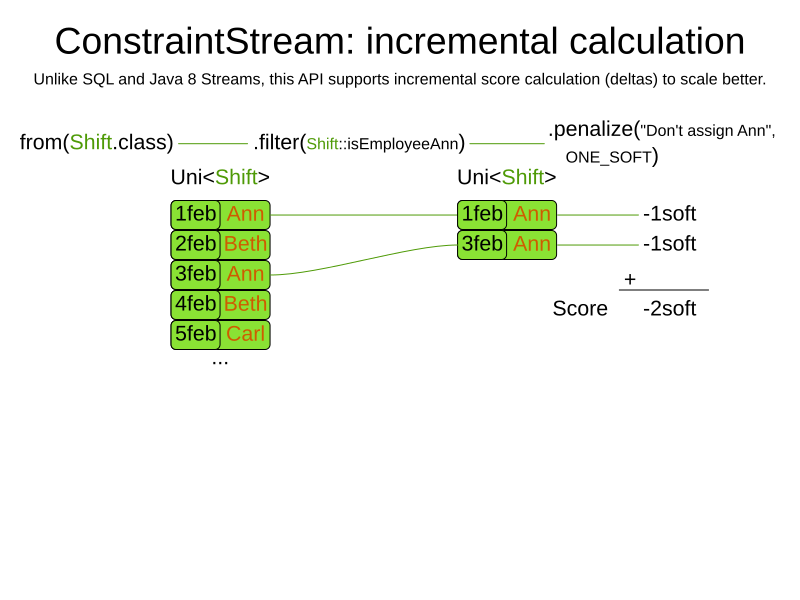 ConstraintStream: incremental calculation
Unlike SQL and Java 8 Streams, this API supports incremental score calculation (deltas) to scale better.
from(Shift.class) .filter(Shift::isEmployeeAnn) .penalize("Don't assign Ann",
ONE_SOFT)
Uni<Shift> Uni<Shift>
1feb Ann 1feb Ann -1soft
2feb Beth 3feb Ann -1soft
3feb Ann +
4feb Beth Score -2soft
5feb Carl
...